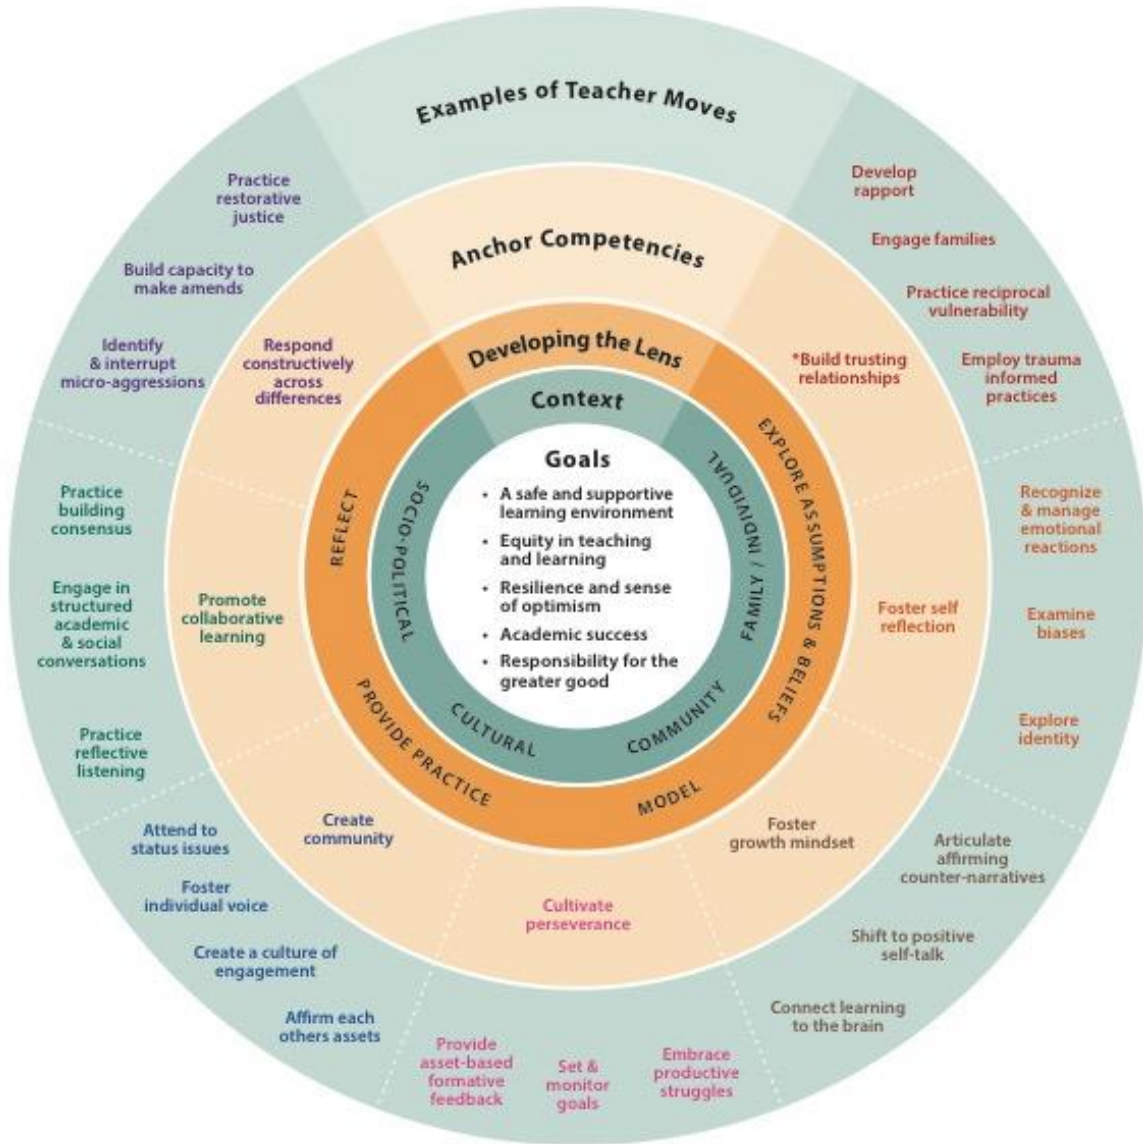 Examples of Teacher Moves
Anchor Competencies
Developing the Lens
Context
Goals
• A safe and supportive
learning environment
• Equity in teaching
and learning
• Resilience and sense
of optimism
• Academic success
• Responsibility for the
greater good
SOCIO-POLITICAL
CULTURAL
COMMUNITY
FAMILY / INDIVIDUAL
REFLECT
PROVIDE PRACTICE
MODEL
EXPLORE ASSUMPTIONS & BELIEFS
*Build trusting
relationships
Develop
rapport
Engage families
Practice reciprocal
vulnerability
Employ trauma
informed
practices
Foster self
reflection
Recognize
& manage
emotional
reactions
Examine
biases
Explore
identity
Foster
growth mindset
Articulate
affirming
counter-narratives
Shift to positive
self-talk
Connect learning
to the brain
Cultivate
perseverance
Embrace
productive
struggles
Set &
monitor
goals
Provide
asset-based
formative
feedback
Create
community
Attend to
status issues
Foster
individual voice
Create a culture of
engagement
Affirm each
others assets
Promote
collaborative
learning
Practice
building
consensus
Engage in
structured
academic
& social
conversations
Practice
reflective
listening
Respond
constructively
across
differences
Practice
restorative
justice
Build capacity to
make amends
Identify
& interrupt
micro-aggressions